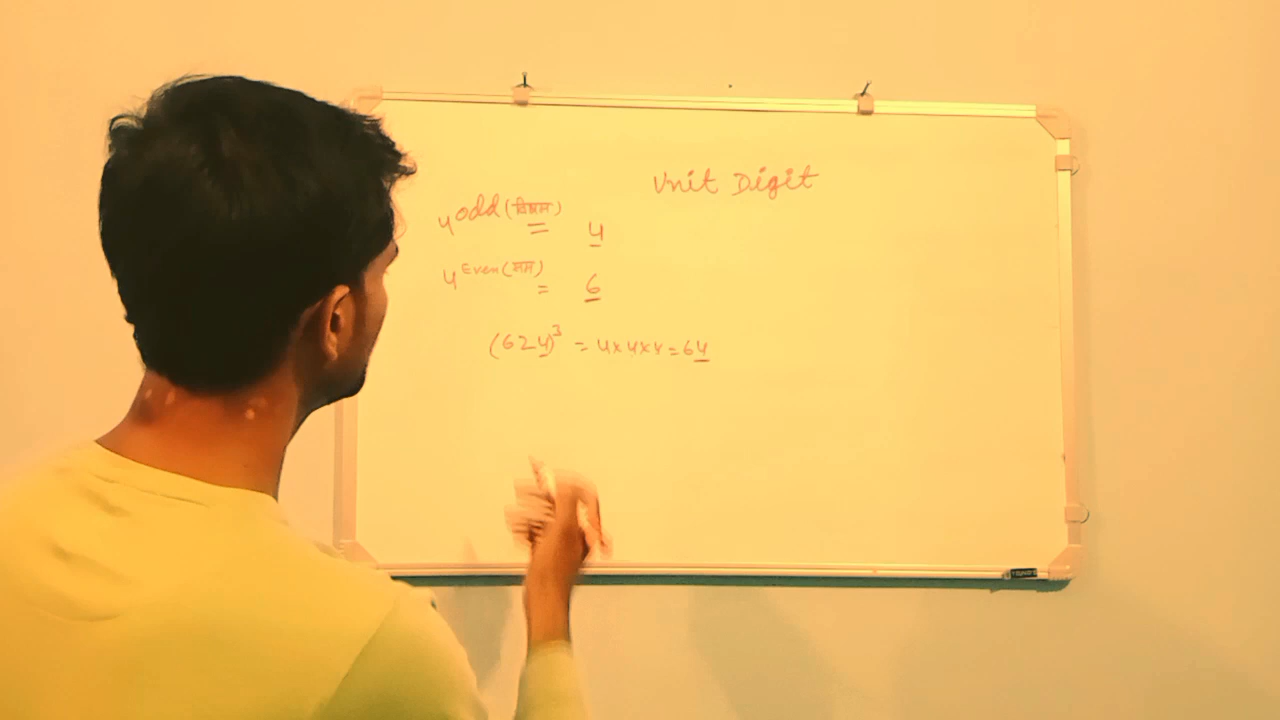 Unit Digit
4^Odd (विषम) = 4
4^Even (सम) = 6
(624)^3 = 4×4×4=64